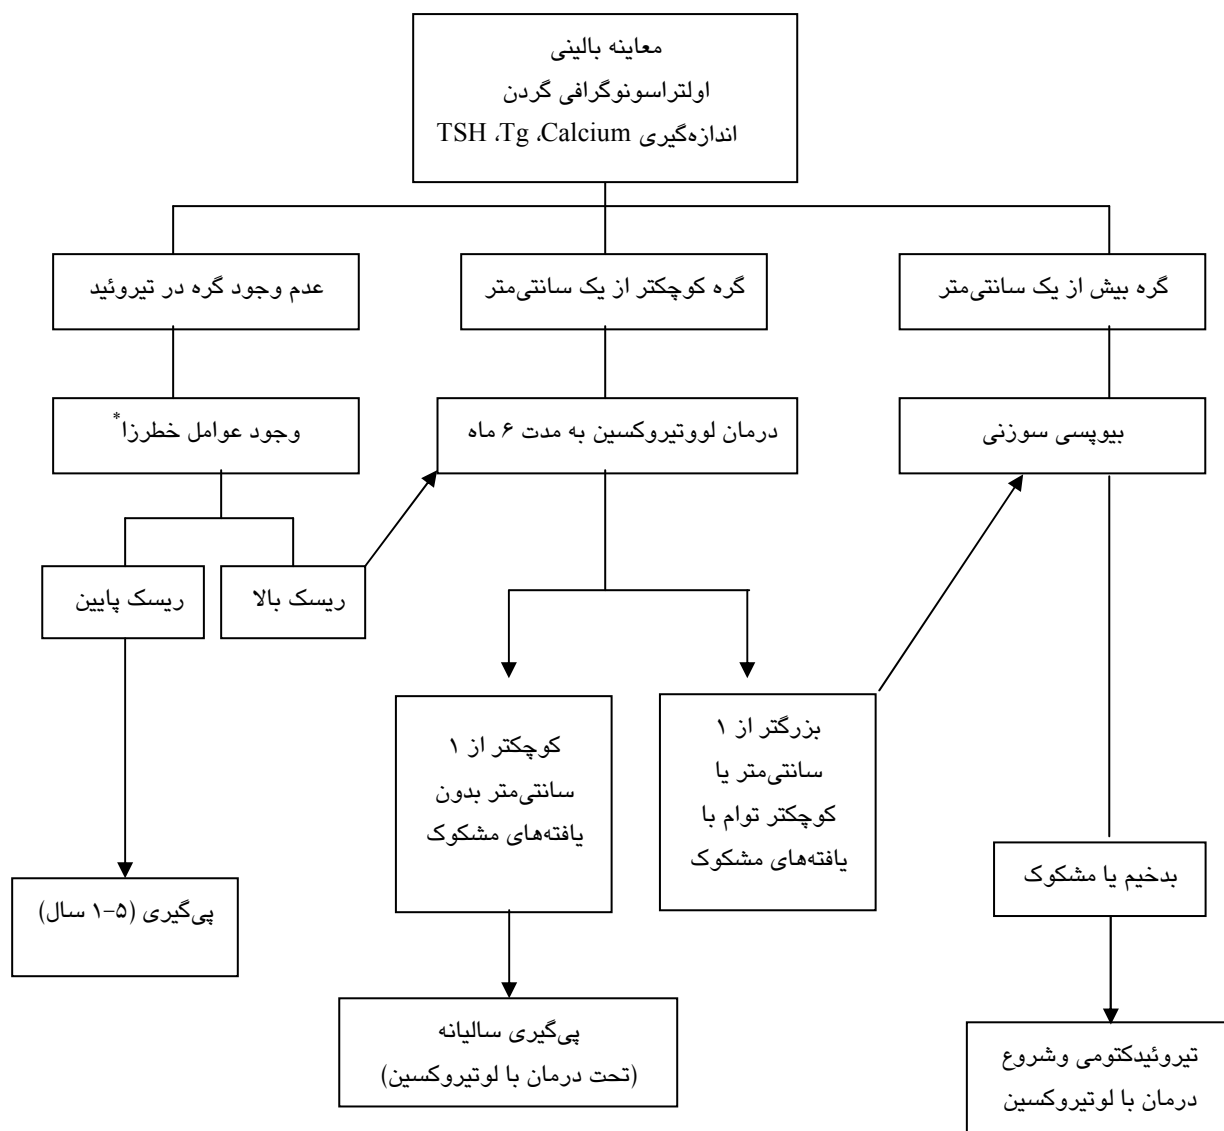 معاینه بالینی
اولتراسونوگرافی گردن
اندازه‌گیری TSH ،Tg ،Calcium
گره بیش از یک سانتی‌متر
گره کوچکتر از یک سانتی‌متر
عدم وجود گره در تیروئید
بیوپسی سوزنی
درمان لووتیروکسین به مدت ۶ ماه
وجود عوامل خطرزا*
ریسک بالا
ریسک پایین
بزرگتر از ۱
سانتی‌متر یا
کوچکتر توام با
یافته‌های مشکوک
کوچکتر از ۱
سانتی‌متر بدون
یافته‌های مشکوک
بدخیم یا مشکوک
پی‌گیری (۵-۱ سال)
پی‌گیری سالیانه
(تحت درمان با لوتیروکسین)
تیروئیدکتومی وشروع
درمان با لوتیروکسین